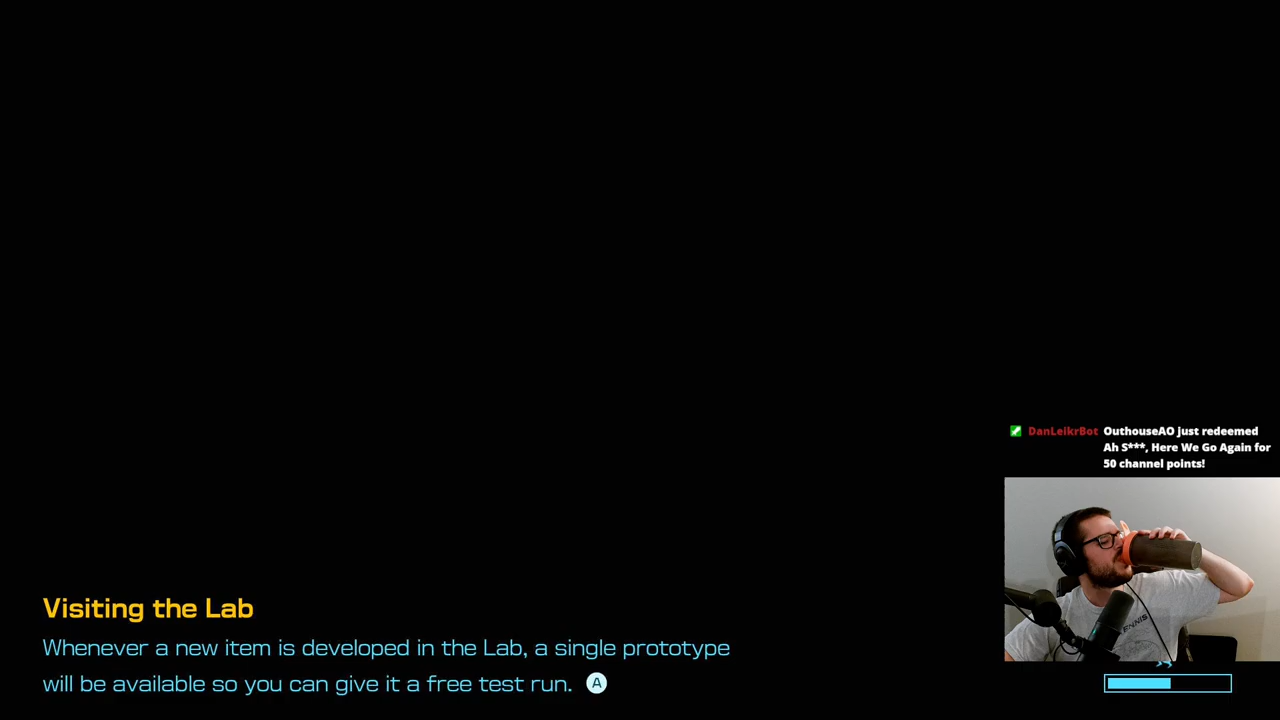 DanLeikrBot OuthouseAO just redeemed
Ah S***, Here We Go Again for
50 channel points!
Visiting the Lab
Whenever a new item is developed in the Lab, a single prototype
will be available so you can give it a free test run. A